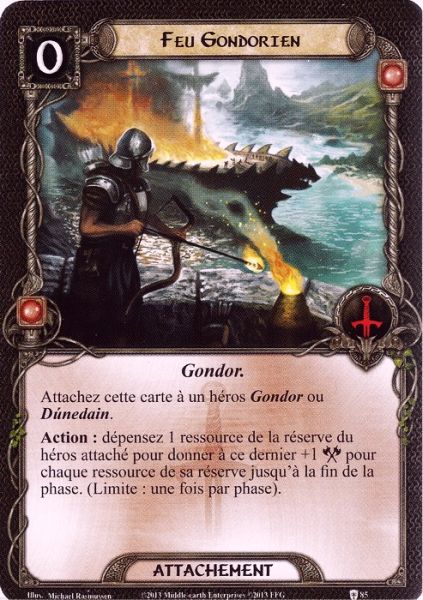 0
FEU GONDORIEN
Gondor.
Attachez cette carte à un héros Gondor ou
Dúnedain.
Action : dépensez 1 ressource de la réserve du
héros attaché pour donner à ce dernier +1 pour
chaque ressource de sa réserve jusqu'à la fin de la
phase. (Limite : une fois par phase).
ATTACHEMENT
Illus. Michael Rasmussen ©2013 Middle-earth Enterprises ©2013 FFG 85